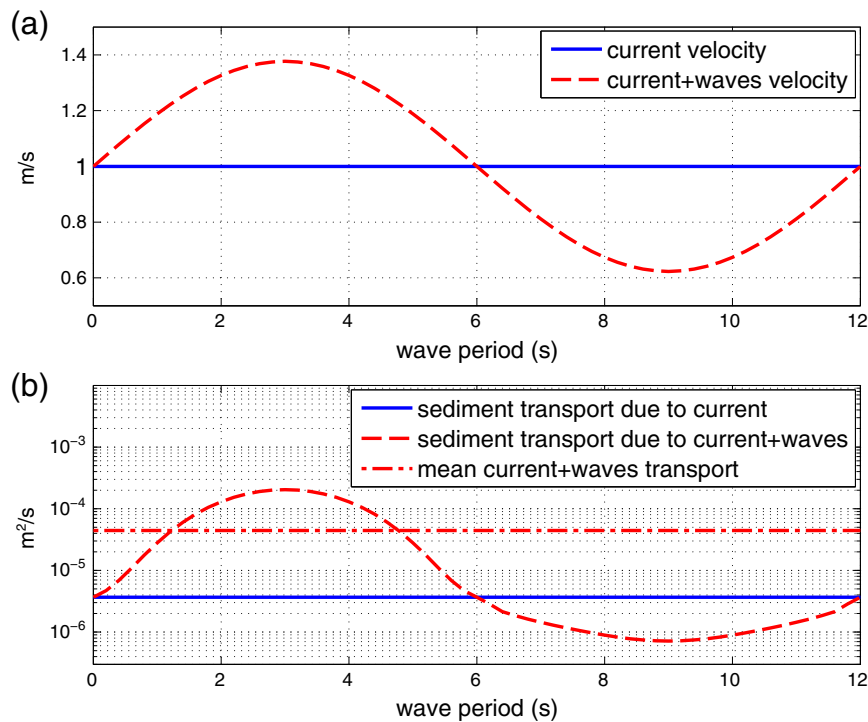 (a)
1.4
1.2
1
0.8
0.6
m/s
current velocity
current+waves velocity
0 2 4 6 8 10 12
wave period (s)
(b)
10⁻³
10⁻⁴
10⁻⁵
10⁻⁶
m²/s
sediment transport due to current
sediment transport due to current+waves
mean current+waves transport
0 2 4 6 8 10 12
wave period (s)